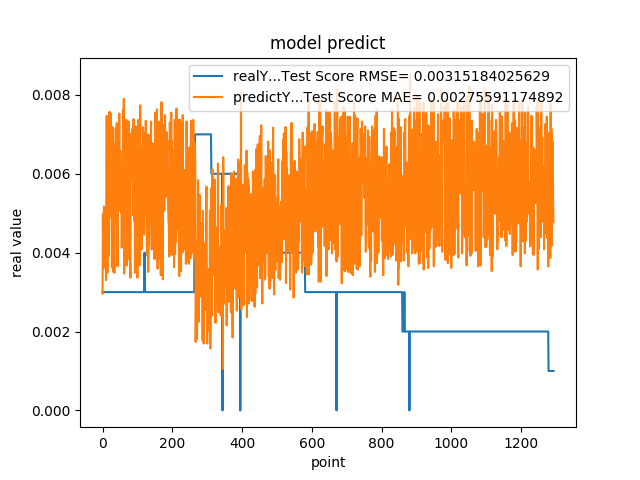 model predict
realY...Test Score RMSE= 0.00315184025629
predictY...Test Score MAE= 0.00275591174892
real value
0.008
0.006
0.004
0.002
0.000
0 200 400 600 800 1000 1200
point